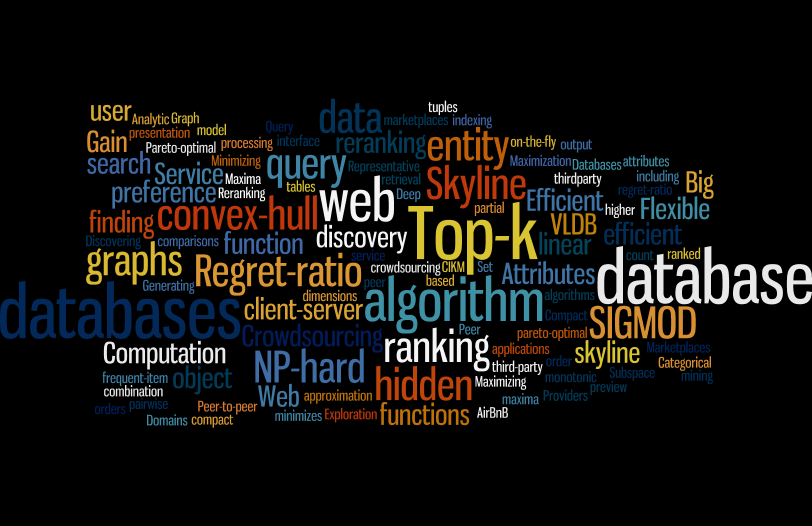 tuples
user
Analytic
Graph
Query
data
marketplaces
indexing
presentation
model
Gain
Pareto-optimal
processing
interface
reranking
entity
on-the-fly
output
search
Service
Minimizing
query
Representative
Maximization
Databases
attributes
preference
Maxima
Reranking
tables
retrieval
Deep
Skyline
thirdparty
including
Big
regret-ratio
finding
convex-hull
web
partial
Efficient
higher
Flexible
Discovering
comparisons
function
discovery
Top-k
linear
VLDB
efficient
graphs
Generating
Regret-ratio
service
crowdsourcing
CIKM
Set
peer
based
Attributes
count
ranked
database
databases
client-server
dimensions
algorithm
algorithms
Compact
SIGMOD
Crowdsourcing
Peer
pareto-optimal
Computation
ranking
applications
order
skyline
Marketplaces
frequent-item
object
NP-hard
third-party
Maximizing
monotonic
Subspace
Categorical
mining
combination
hidden
preview
orders
pairwise
Peer-to-peer
Web
approximation
maxima
Providers
Domains
compact
minimizes
Exploration
functions
AirBnB